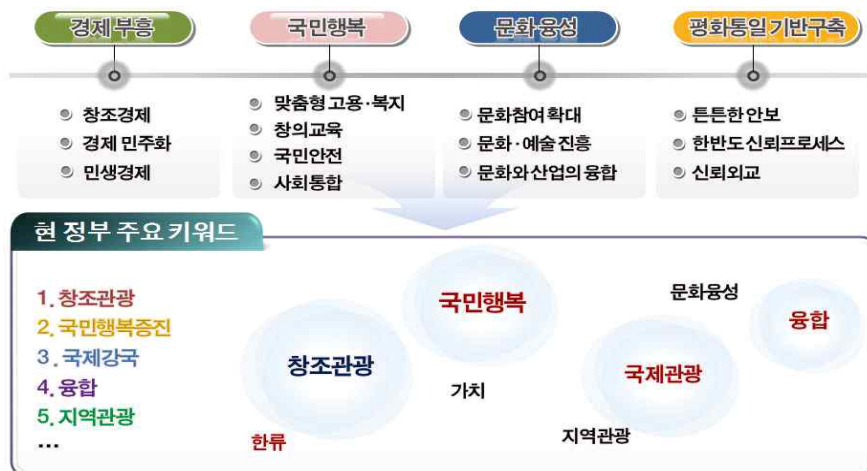 경제 부흥
국민행복
문화 융성
평화통일 기반구축
창조경제
경제 민주화
민생경제
맞춤형 고용·복지
창의교육
국민안전
사회통합
문화참여 확대
문화·예술 진흥
문화와 산업의 융합
튼튼한 안보
한반도 신뢰프로세스
신뢰외교
현 정부 주요 키워드
1. 창조관광
2. 국민행복증진
3. 국제강국
4. 융합
5. 지역관광
...
국민행복
문화융성
융합
창조관광
국제관광
가치
지역관광
한류